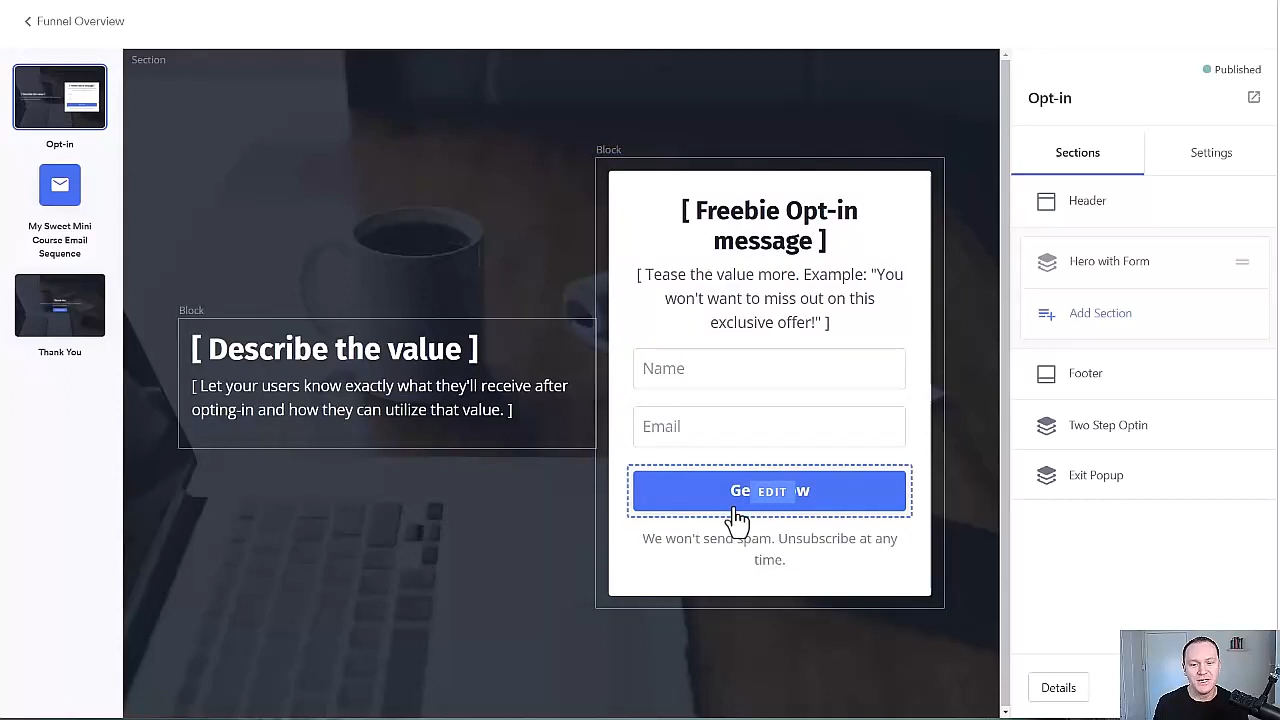 Funnel Overview
Section
Published
Opt-in
Sections
Settings
Header
Hero with Form
Add Section
Footer
Two Step Optin
Exit Popup
Details
Opt-in
My Sweet Mini
Course Email
Sequence
Thank You
Block
[ Describe the value ]
[ Let your users know exactly what they'll receive after
opting-in and how they can utilize that value. ]
Block
[ Freebie Opt-in
message ]
[ Tease the value more. Example: "You
won't want to miss out on this
exclusive offer!" ]
Name
Email
EDIT
We won't send spam. Unsubscribe at any
time.